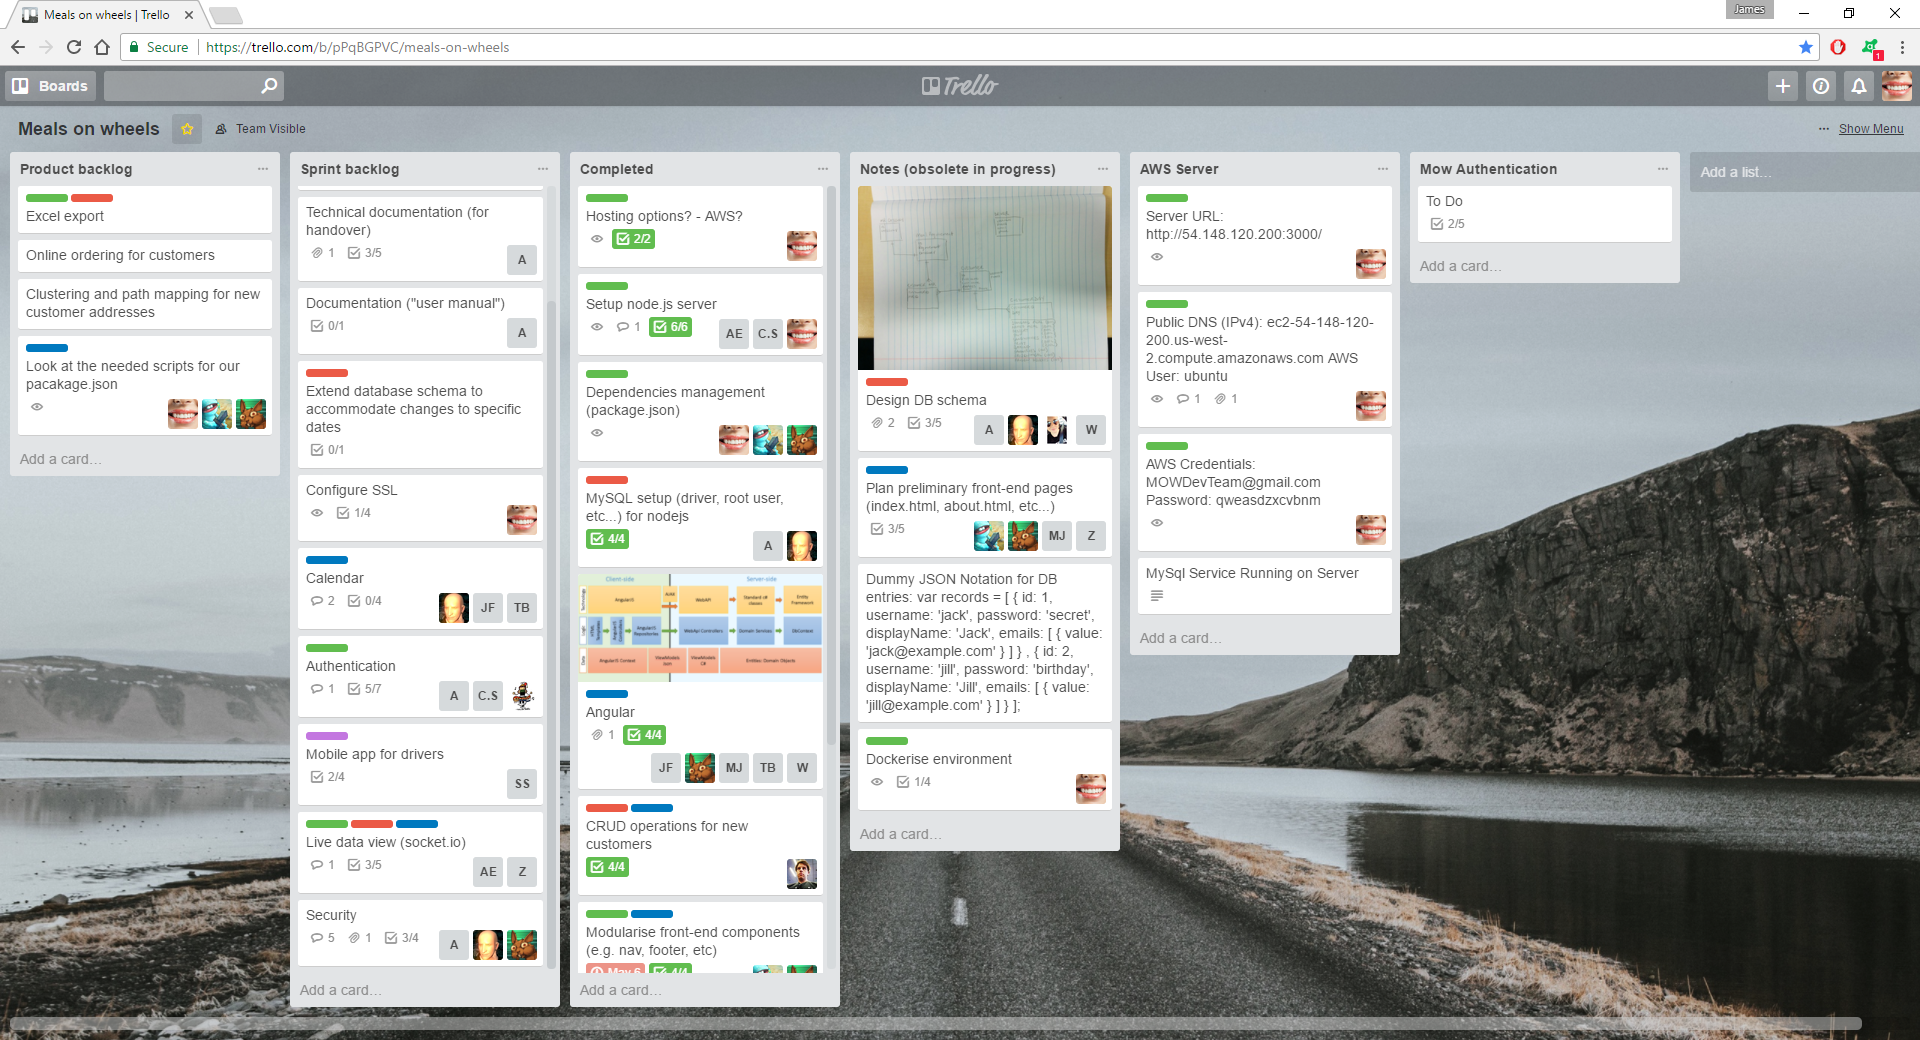 Meals on wheels | Trello
James
Secure
https://trello.com/b/pPqBGPVC/meals-on-wheels
Boards
Trello
Meals on wheels
Team Visible
Show Menu
Product backlog
Excel export
Online ordering for customers
Clustering and path mapping for new
customer addresses
Look at the needed scripts for our
pacakage.json
Add a card...
Sprint backlog
Technical documentation (for
handover)
1 3/5
A
Documentation ("user manual")
0/1
A
Extend database schema to
accommodate changes to specific
dates
0/1
Configure SSL
1/4
Calendar
2 0/4
JF TB
Authentication
1 5/7
A C.S
Mobile app for drivers
2/4
SS
Live data view (socket.io)
1 3/5
AE Z
Security
5 1 3/4
A
Add a card...
Completed
Hosting options? - AWS?
2/2
Setup node.js server
1 6/6
AE C.S
Dependencies management
(package.json)
MySQL setup (driver, root user,
etc...) for nodejs
4/4
A
Client-side Server-side
Angular
1 4/4
JF MJ TB W
CRUD operations for new
customers
4/4
Modularise front-end components
(e.g. nav, footer, etc)
May 6 4/4
Add a card...
Notes (obsolete in progress)
Design DB schema
2 3/5
A W
Plan preliminary front-end pages
(index.html, about.html, etc...)
3/5
MJ Z
Dummy JSON Notation for DB
entries: var records = [ { id: 1,
username: 'jack', password: 'secret',
displayName: 'Jack', emails: [ { value:
'jack@example.com' } ] } , { id: 2,
username: 'jill', password: 'birthday',
displayName: 'Jill', emails: [ { value:
'jill@example.com' } ] } ];
Dockerise environment
1/4
Add a card...
AWS Server
Server URL:
http://54.148.120.200:3000/
Public DNS (IPv4): ec2-54-148-120-
200.us-west-
2.compute.amazonaws.com AWS
User: ubuntu
1 1
AWS Credentials:
MOWDevTeam@gmail.com
Password: qweasdzxcvbnm
MySql Service Running on Server
Add a card...
Mow Authentication
To Do
2/5
Add a card...
Add a list...